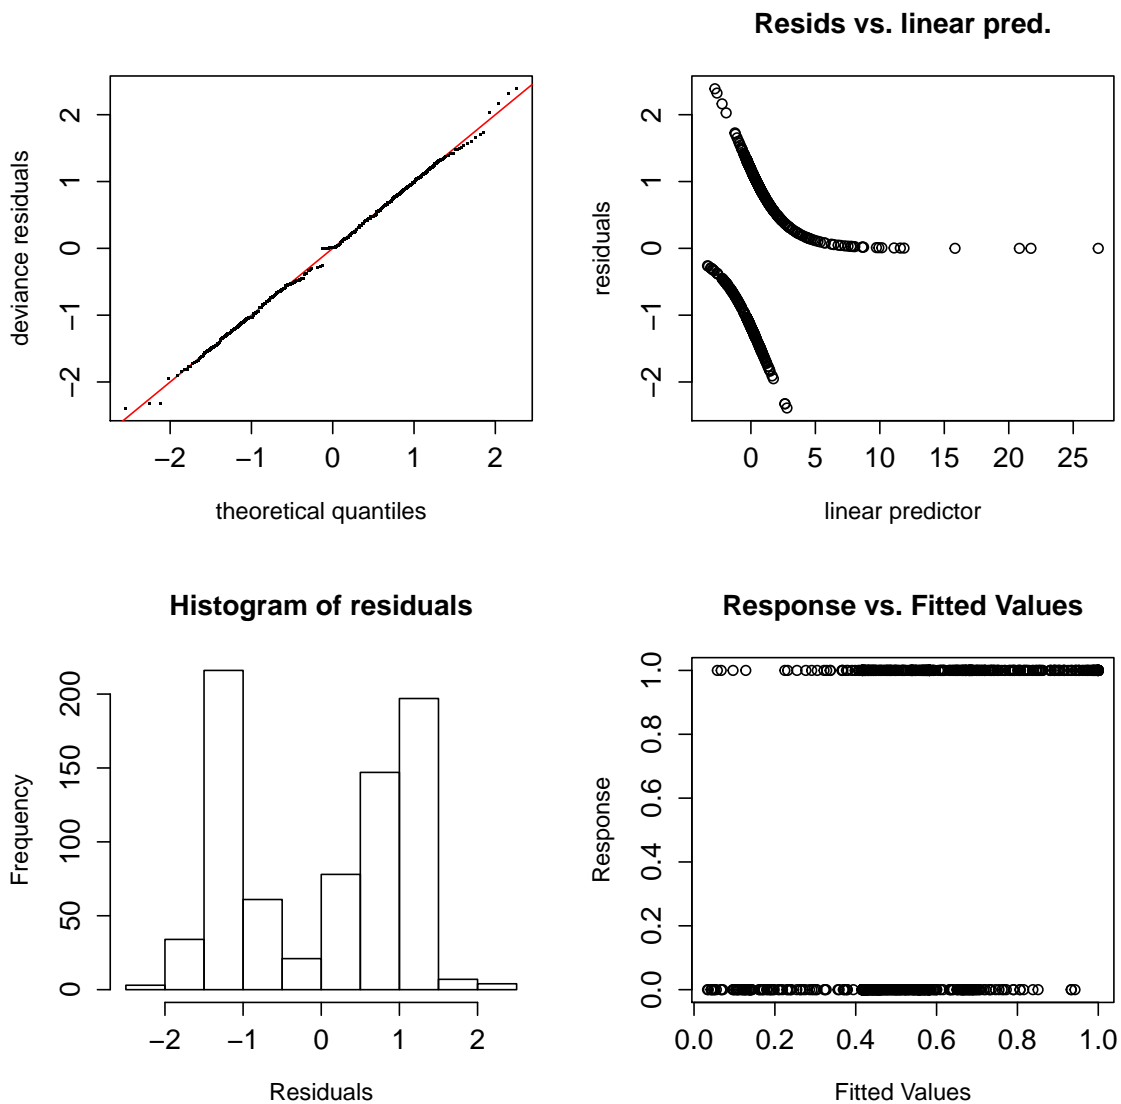 deviance residuals
2
1
0
−1
−2
−2 −1 0 1 2
theoretical quantiles
Resids vs. linear pred.
residuals
2
1
0
−1
−2
0 5 10 15 20 25
linear predictor
Histogram of residuals
Frequency
200
150
100
50
0
−2 −1 0 1 2
Residuals
Response vs. Fitted Values
Response
1.0
0.8
0.6
0.4
0.2
0.0
0.0 0.2 0.4 0.6 0.8 1.0
Fitted Values